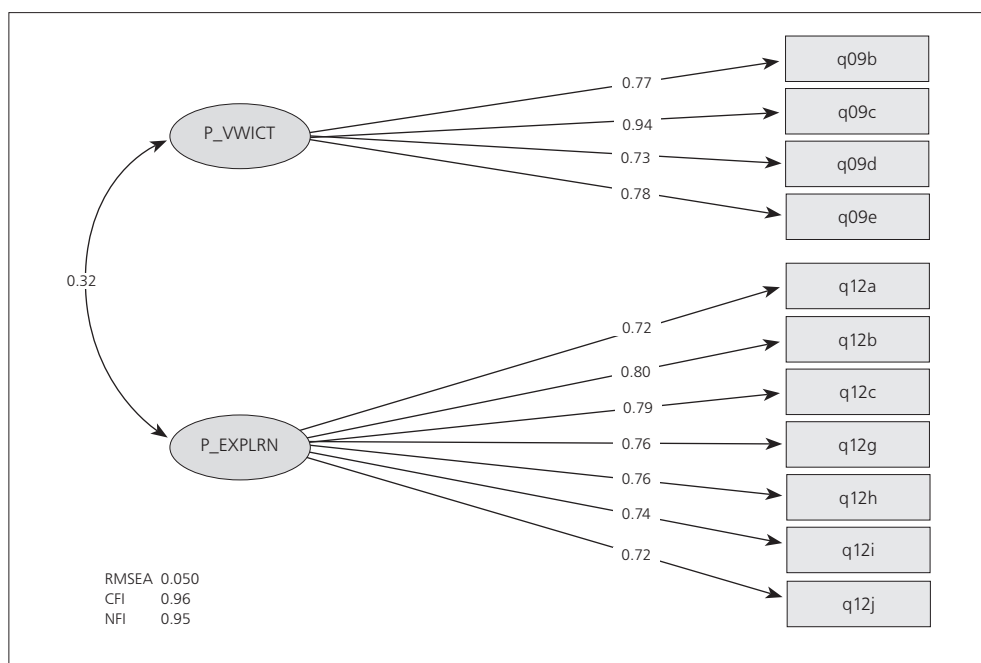 q09b
0.77
q09c
0.94
P_VWICT
0.73
q09d
0.78
q09e
0.32
q12a
0.72
q12b
0.80
q12c
0.79
P_EXPLRN
0.76
q12g
0.76
q12h
0.74
q12i
0.72
q12j
RMSEA 0.050
CFI 0.96
NFI 0.95